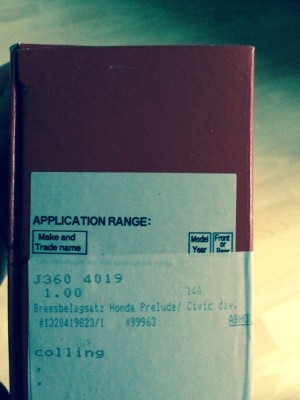 APPLICATION RANGE:
Make and
Trade name
Model
Year
Front
or
Rear
J360 4019
1.00
14A
Bremsbelagsatz Honda Prelude/ Civic div.
#1320419823/1 #99963
colling